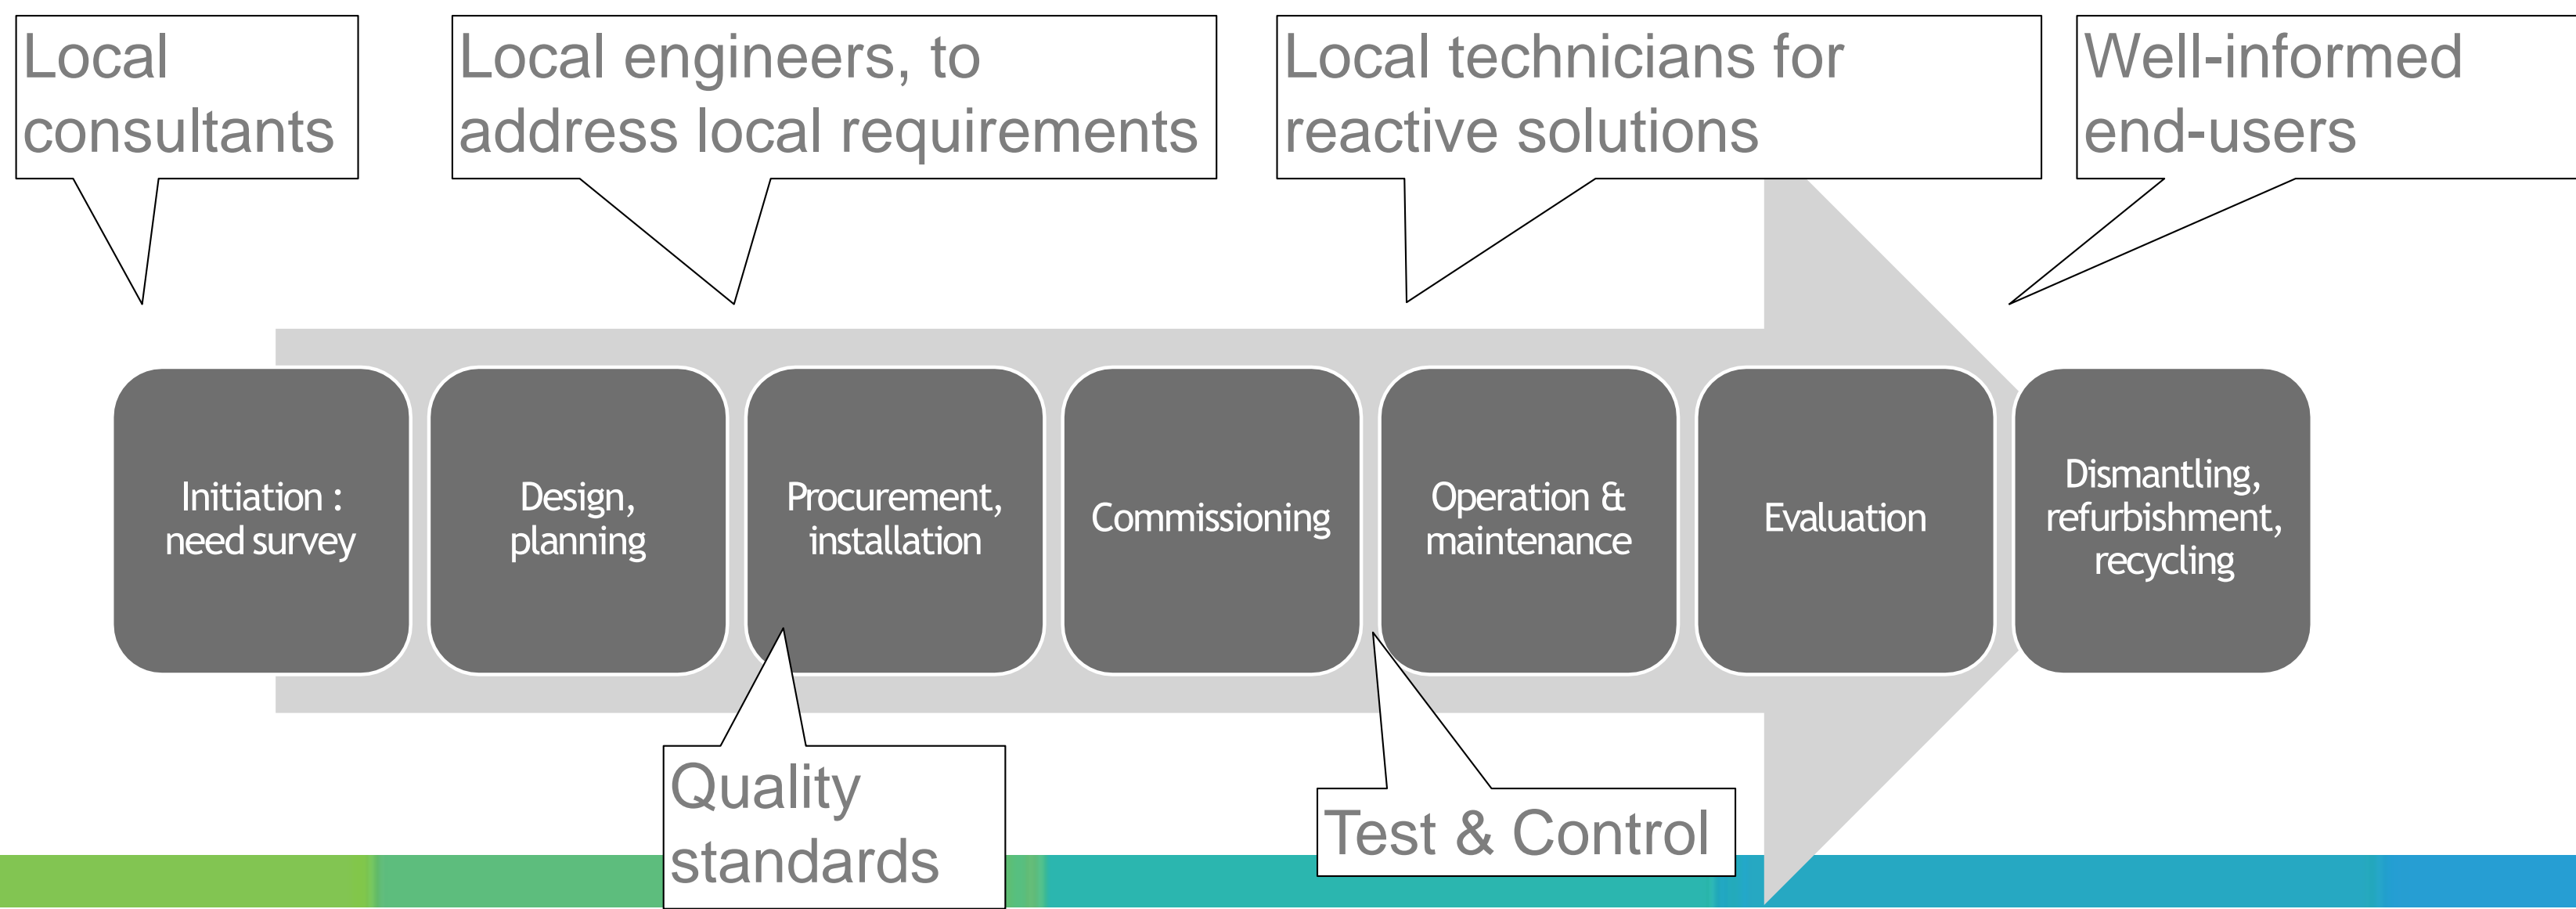 Local
consultants
Local engineers, to
address local requirements
Local technicians for
reactive solutions
Well-informed
end-users
Initiation :
need survey
Design,
planning
Procurement,
installation
Commissioning
Operation &
maintenance
Evaluation
Dismantling,
refurbishment,
recycling
Quality
standards
Test & Control